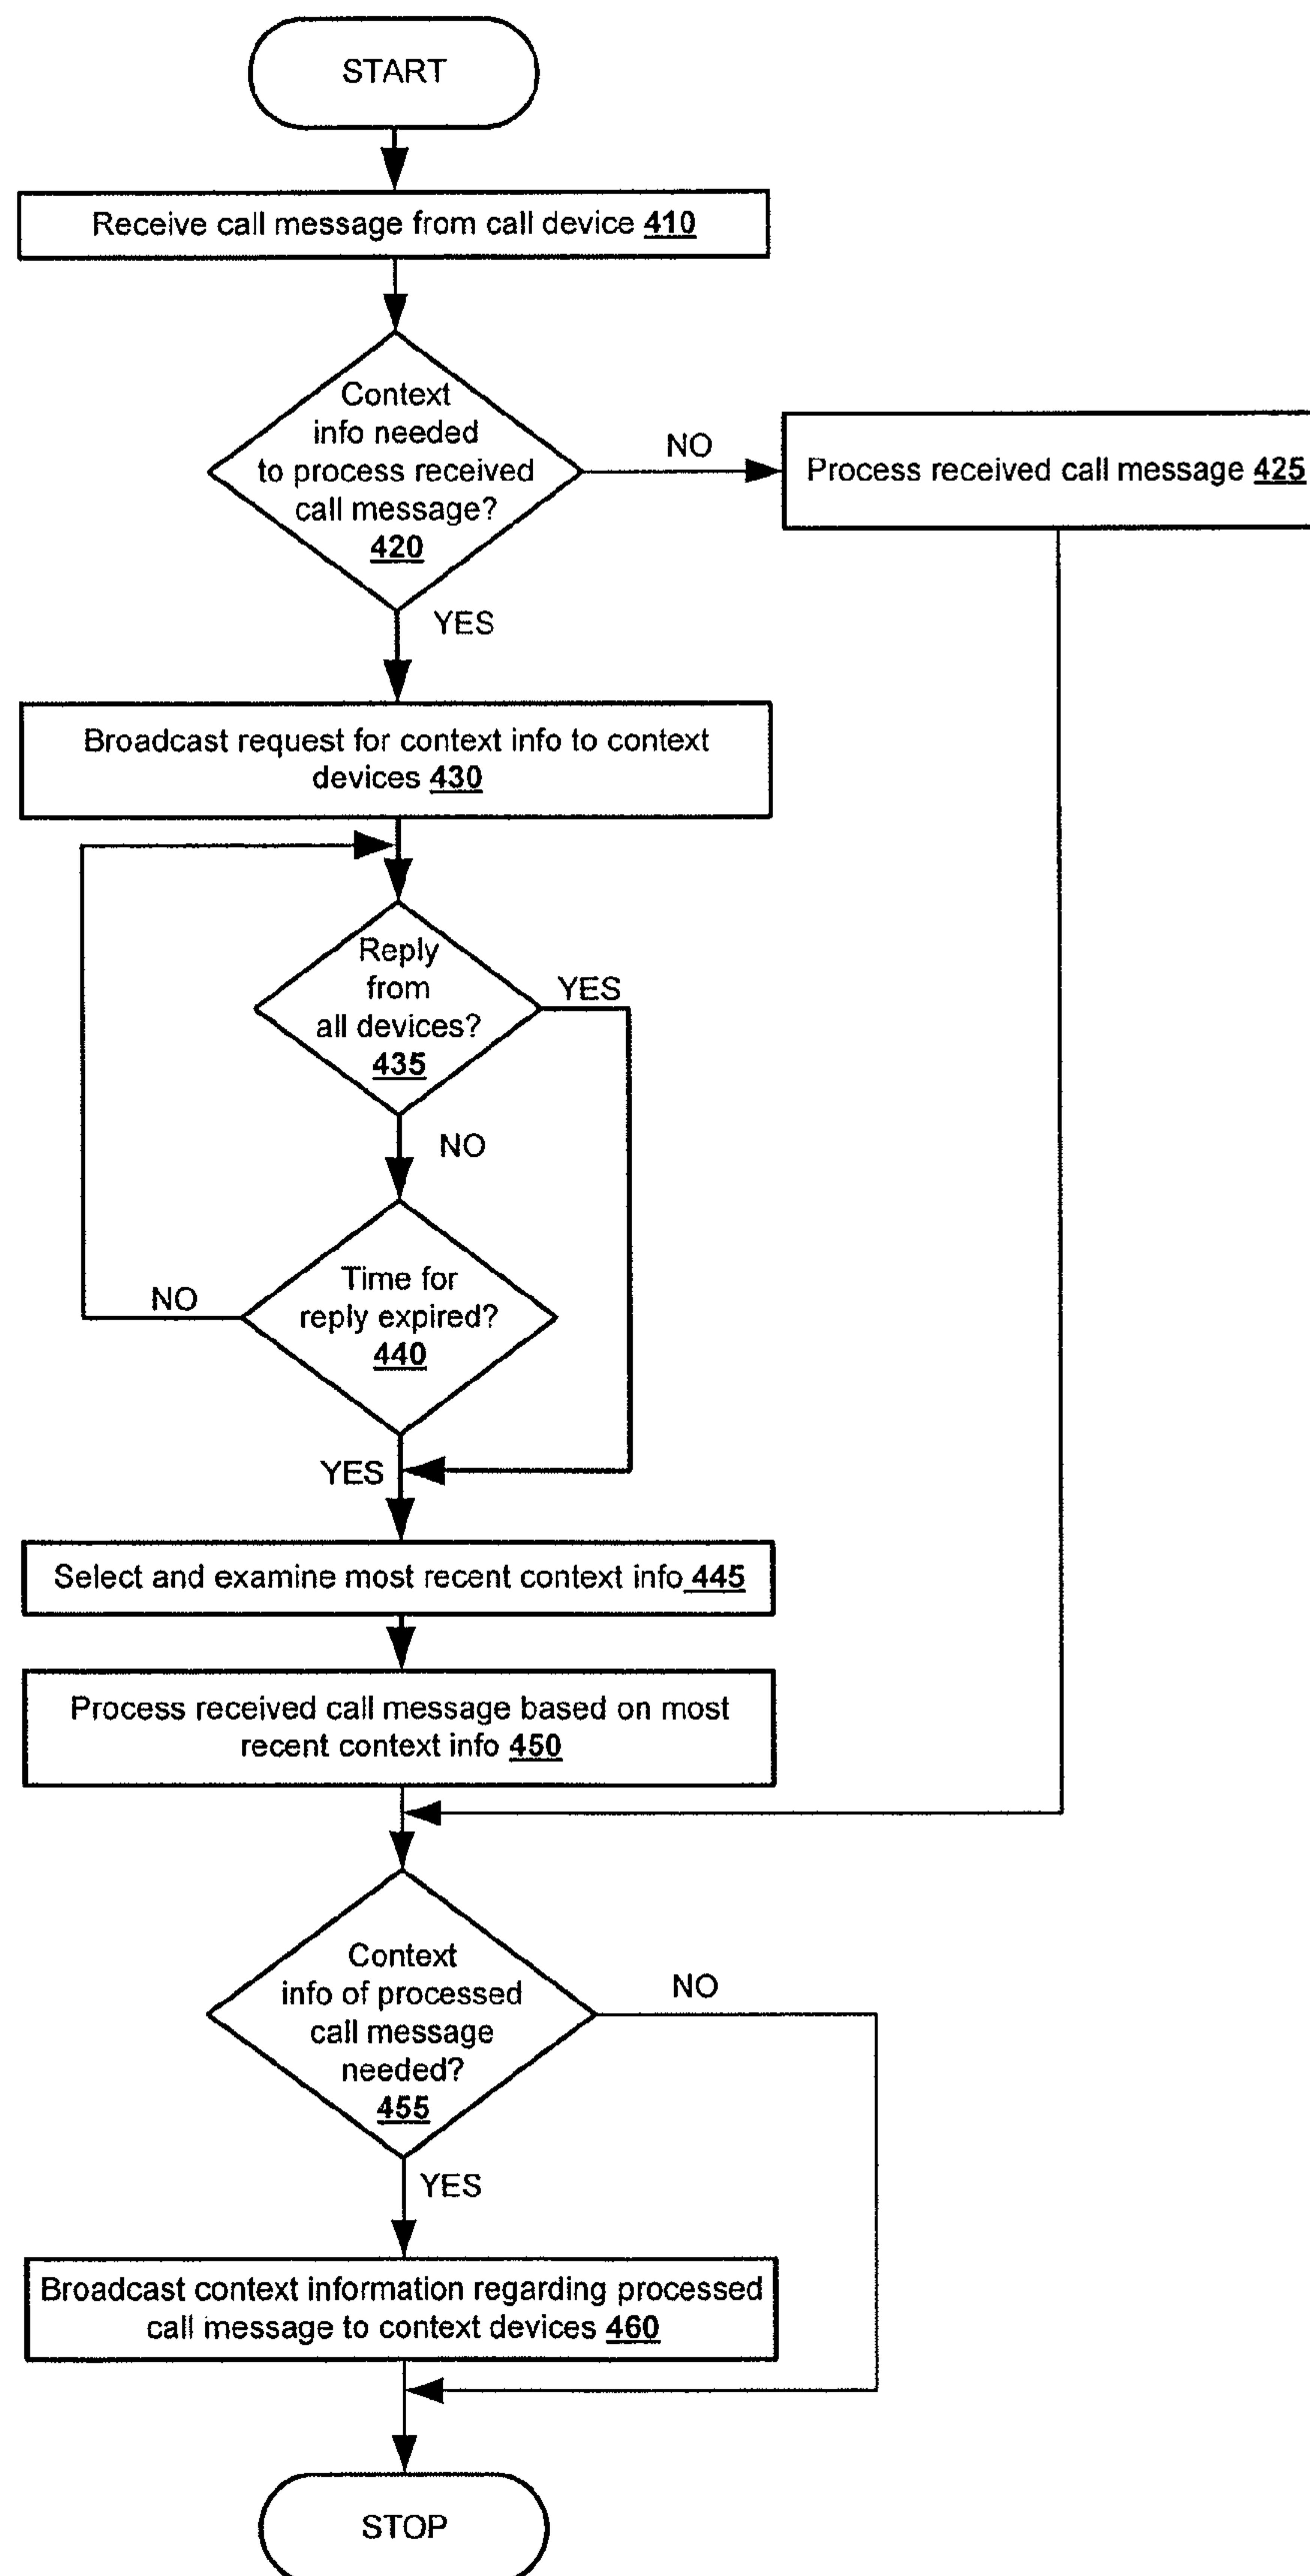 START
Receive call message from call device 410
Context
info needed
to process received
call message?
420
NO
Process received call message 425
YES
Broadcast request for context info to context
devices 430
Reply
from
all devices?
435
YES
NO
Time for
reply expired?
440
NO
YES
Select and examine most recent context info 445
Process received call message based on most
recent context info 450
Context
info of processed
call message
needed?
455
NO
YES
Broadcast context information regarding processed
call message to context devices 460
STOP